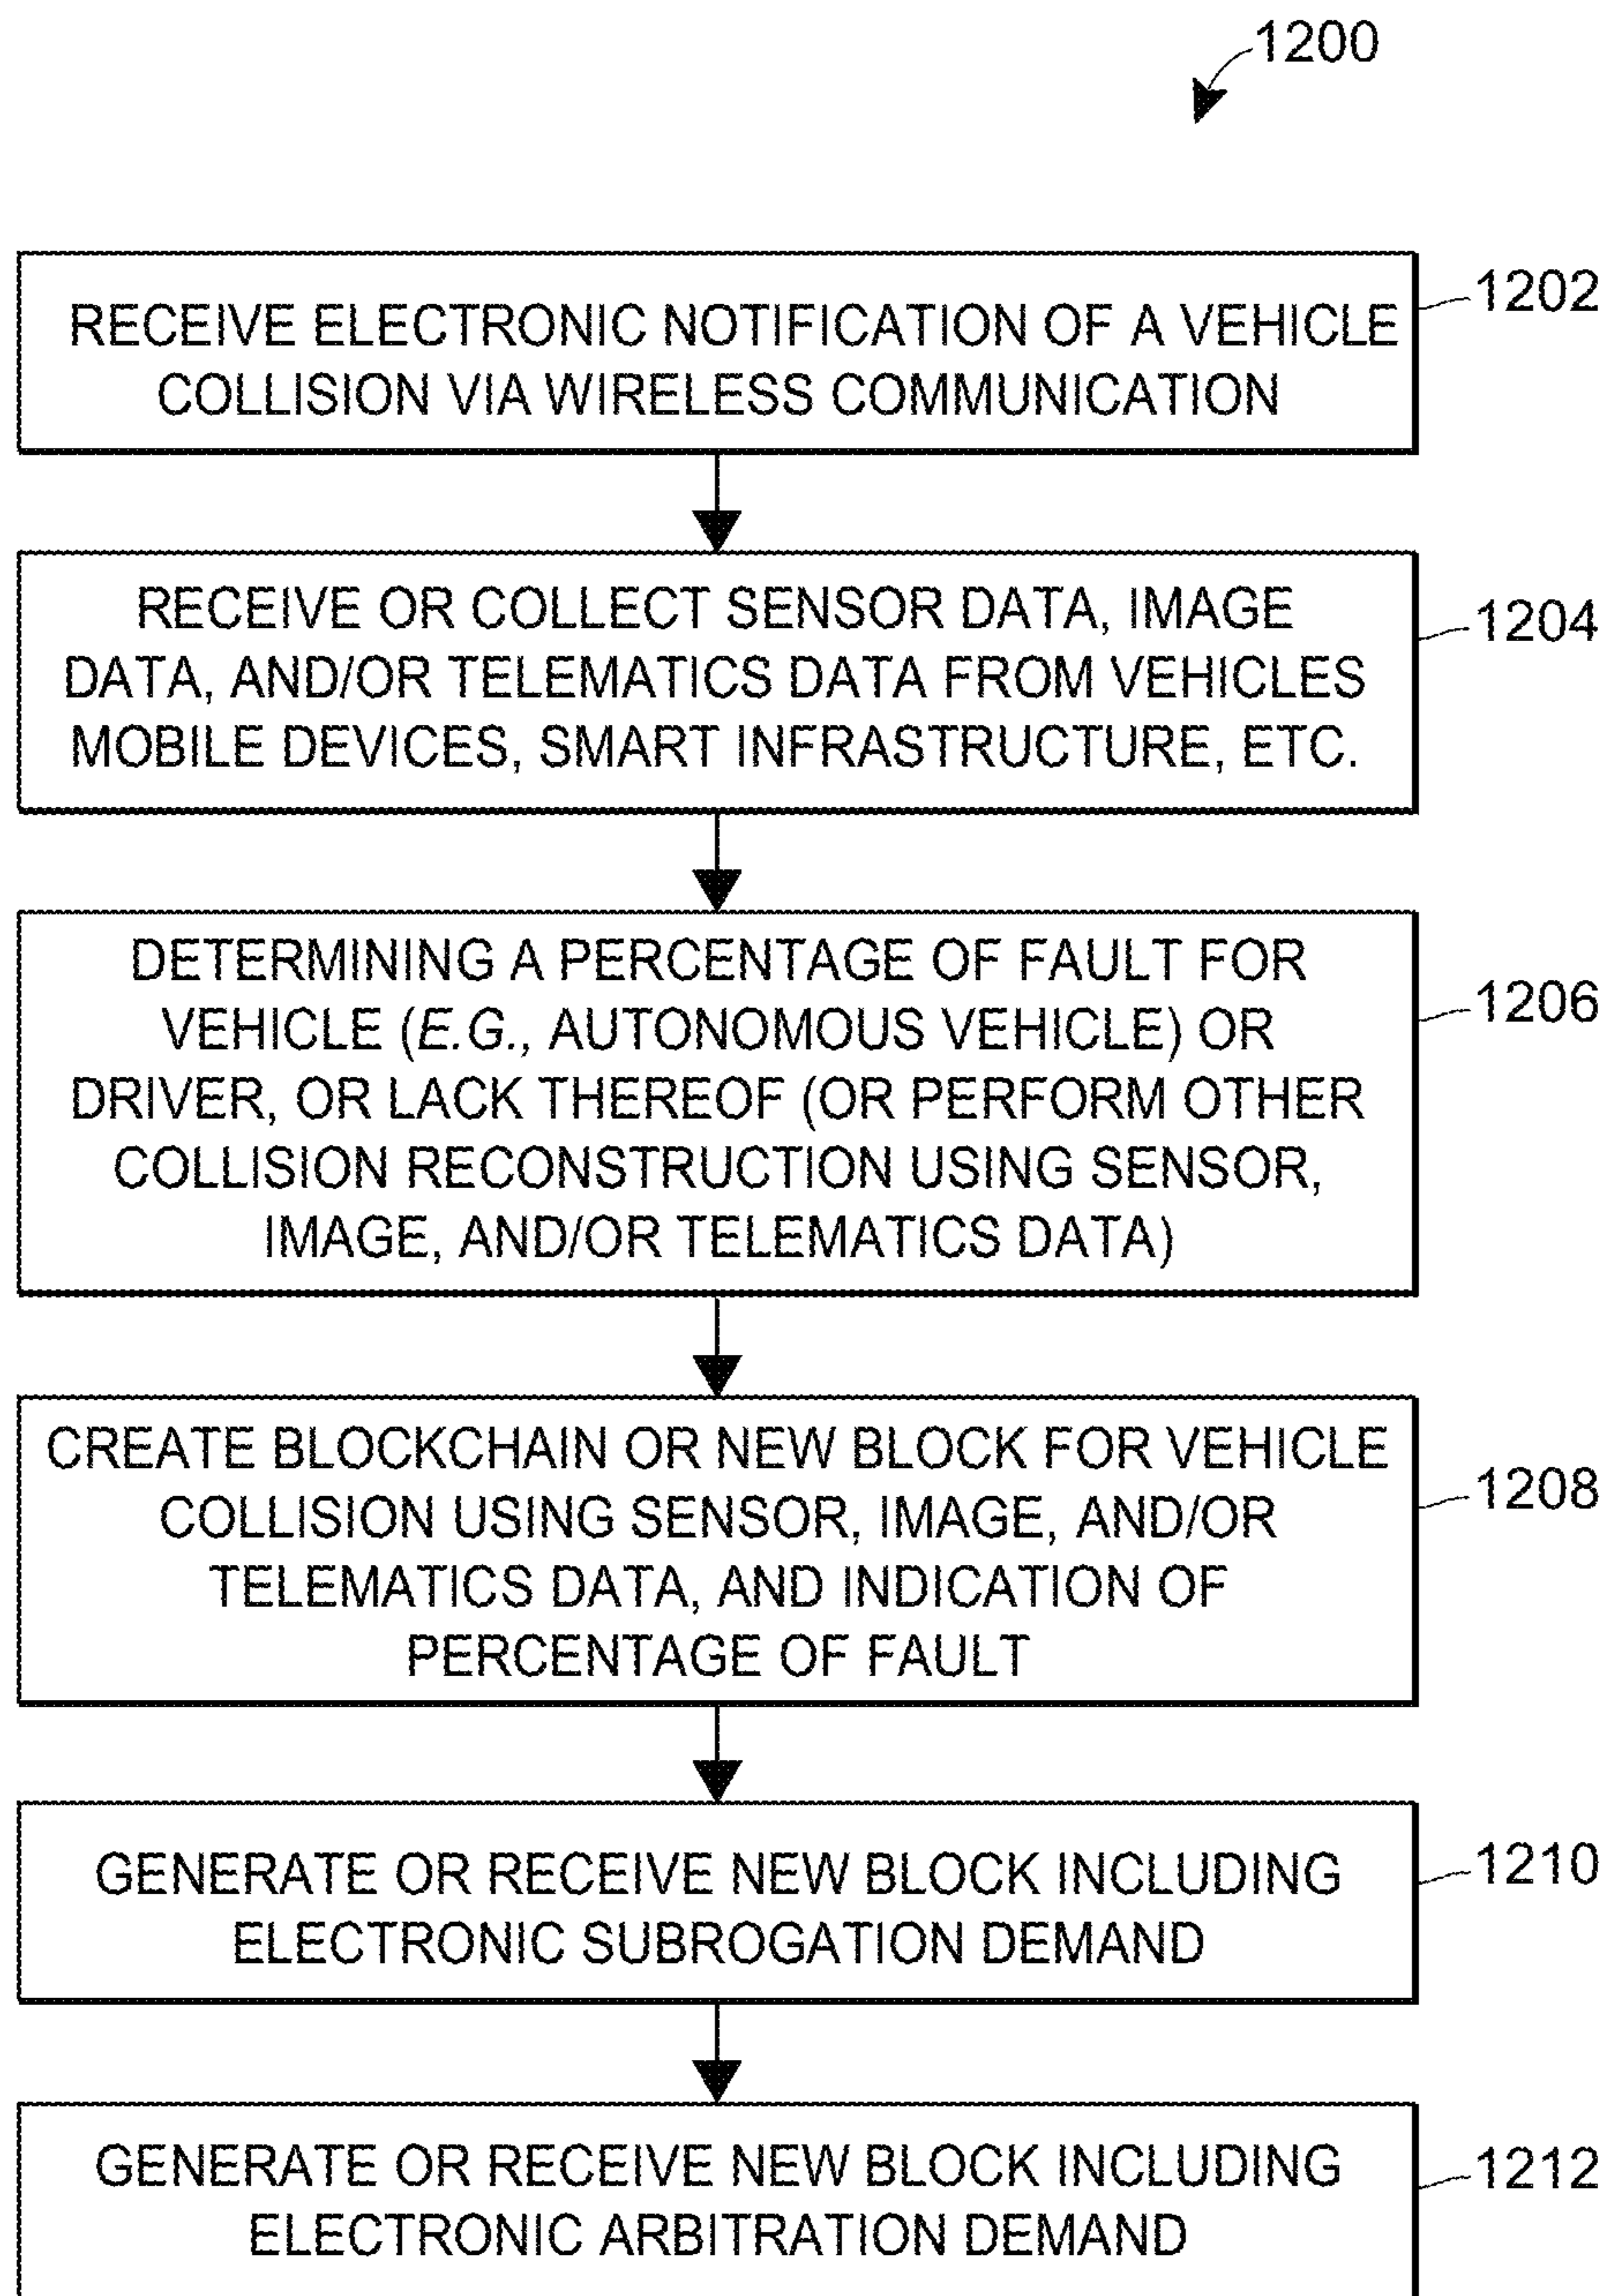 1200
RECEIVE ELECTRONIC NOTIFICATION OF A VEHICLE
COLLISION VIA WIRELESS COMMUNICATION
1202
RECEIVE OR COLLECT SENSOR DATA, IMAGE
DATA, AND/OR TELEMATICS DATA FROM VEHICLES
MOBILE DEVICES, SMART INFRASTRUCTURE, ETC.
1204
DETERMINING A PERCENTAGE OF FAULT FOR
VEHICLE (E.G., AUTONOMOUS VEHICLE) OR
DRIVER, OR LACK THEREOF (OR PERFORM OTHER
COLLISION RECONSTRUCTION USING SENSOR,
IMAGE, AND/OR TELEMATICS DATA)
1206
CREATE BLOCKCHAIN OR NEW BLOCK FOR VEHICLE
COLLISION USING SENSOR, IMAGE, AND/OR
TELEMATICS DATA, AND INDICATION OF
PERCENTAGE OF FAULT
1208
GENERATE OR RECEIVE NEW BLOCK INCLUDING
ELECTRONIC SUBROGATION DEMAND
1210
GENERATE OR RECEIVE NEW BLOCK INCLUDING
ELECTRONIC ARBITRATION DEMAND
1212